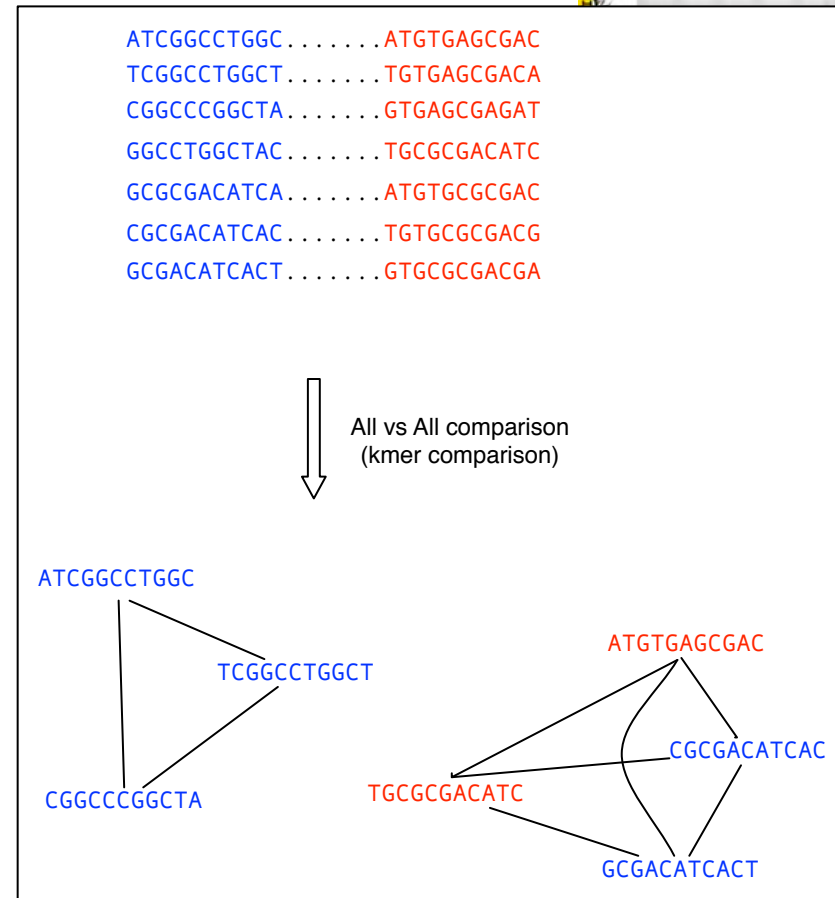 ATCGGCCTGGC.......ATGTGAGCGAC
TCGGCCTGGCT.......TGTGAGCGACA
CGGCCCGGCTA.......GTGAGCGAGAT
GGCCTGGCTAC.......TGCGCGACATC
GCGCGACATCA.......ATGTGCGCGAC
CGCGACATCAC.......TGTGCGCGACG
GCGACATCACT.......GTGCGCGACGA
All vs All comparison
(kmer comparison)
ATCGGCCTGGC
TCGGCCTGGCT
CGGCCCGGCTA
ATGTGAGCGAC
CGCGACATCAC
TGCGCGACATC
GCGACATCACT